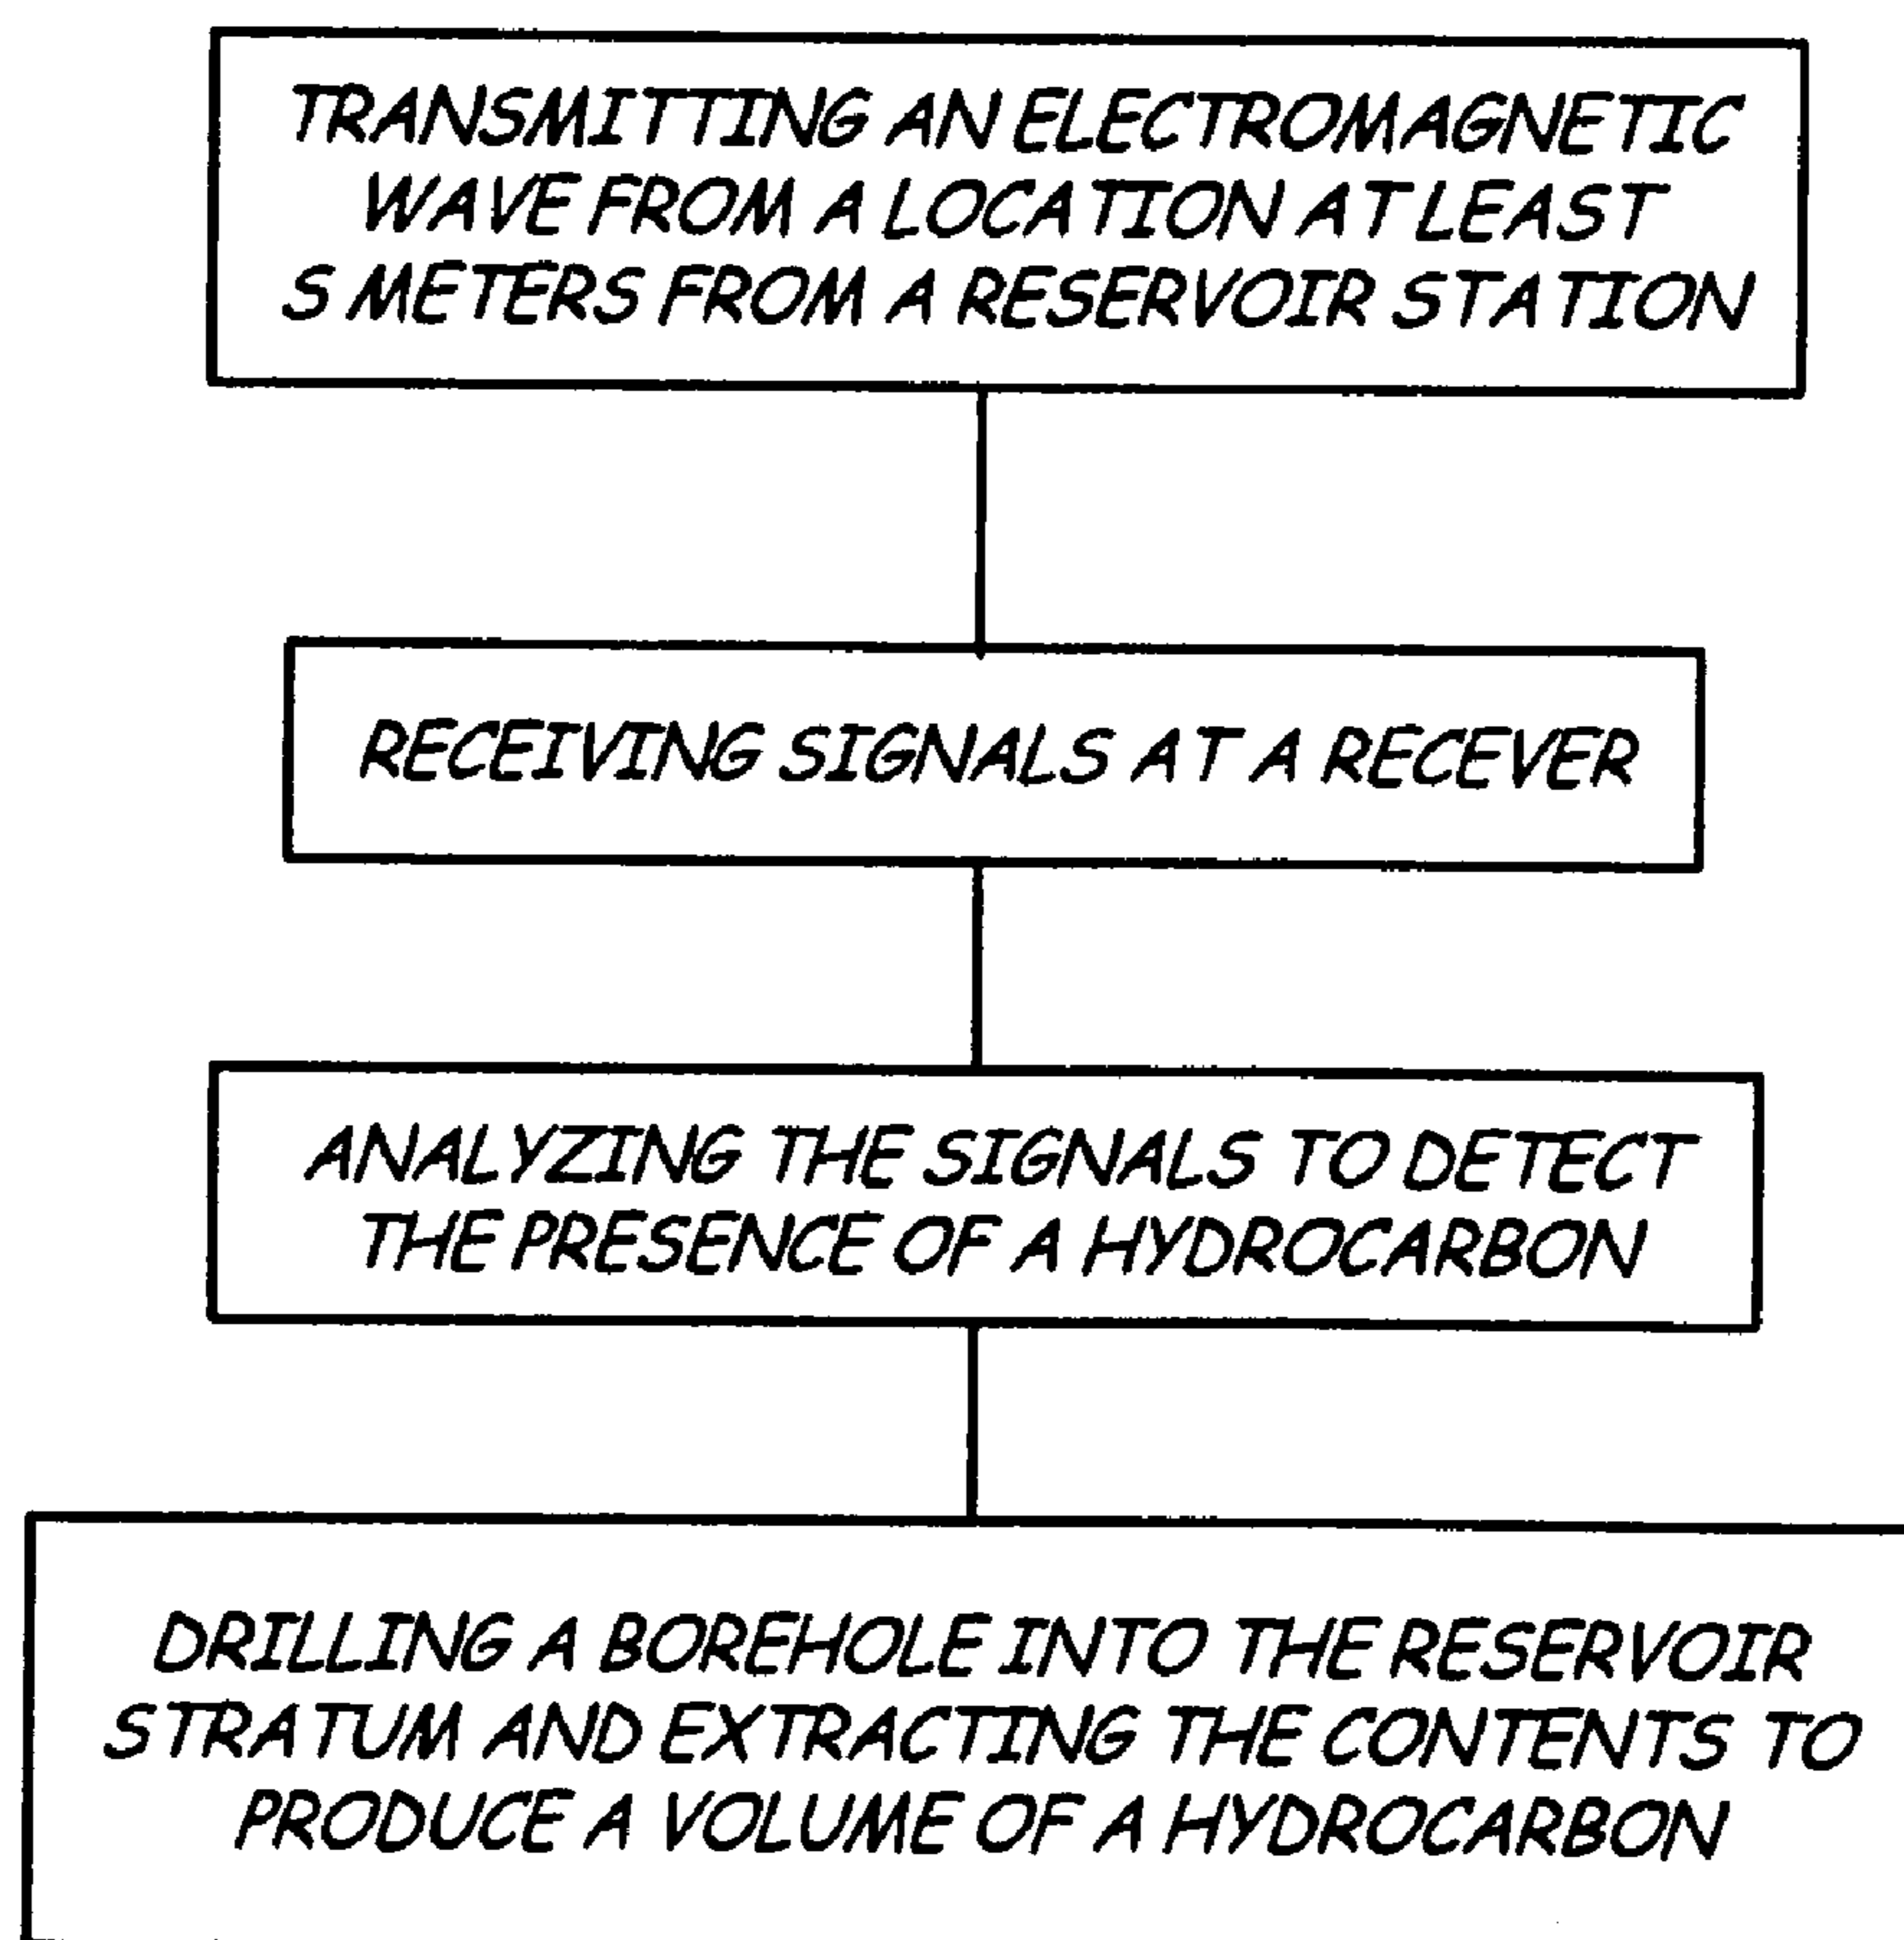 TRANSMITTING AN ELECTROMAGNETIC
WAVE FROM A LOCATION AT LEAST
S METERS FROM A RESERVOIR STATION
RECEIVING SIGNALS AT A RECEVER
ANALYZING THE SIGNALS TO DETECT
THE PRESENCE OF A HYDROCARBON
DRILLING A BOREHOLE INTO THE RESERVOIR
STRATUM AND EXTRACTING THE CONTENTS TO
PRODUCE A VOLUME OF A HYDROCARBON